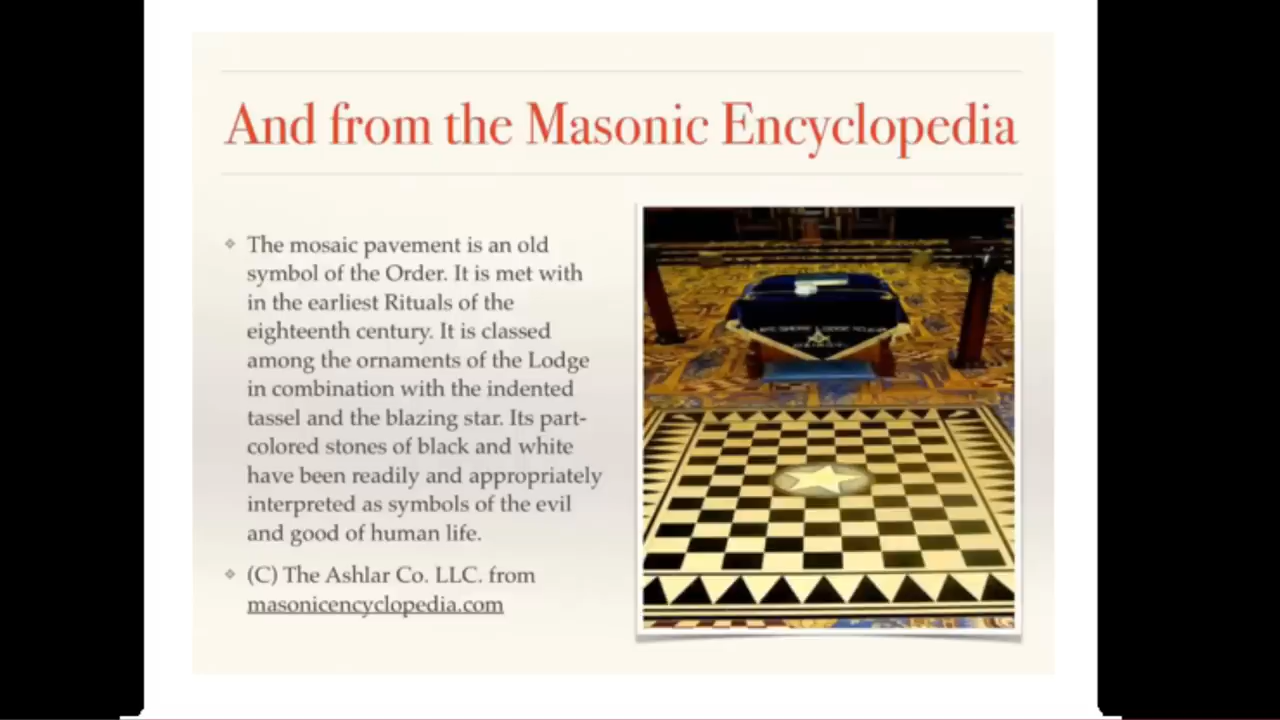 And from the Masonic Encyclopedia
The mosaic pavement is an old
symbol of the Order. It is met with
in the earliest Rituals of the
eighteenth century. It is classed
among the ornaments of the Lodge
in combination with the indented
tassel and the blazing star. Its part-
colored stones of black and white
have been readily and appropriately
interpreted as symbols of the evil
and good of human life.
(C) The Ashlar Co. LLC. from
masonicencyclopedia.com